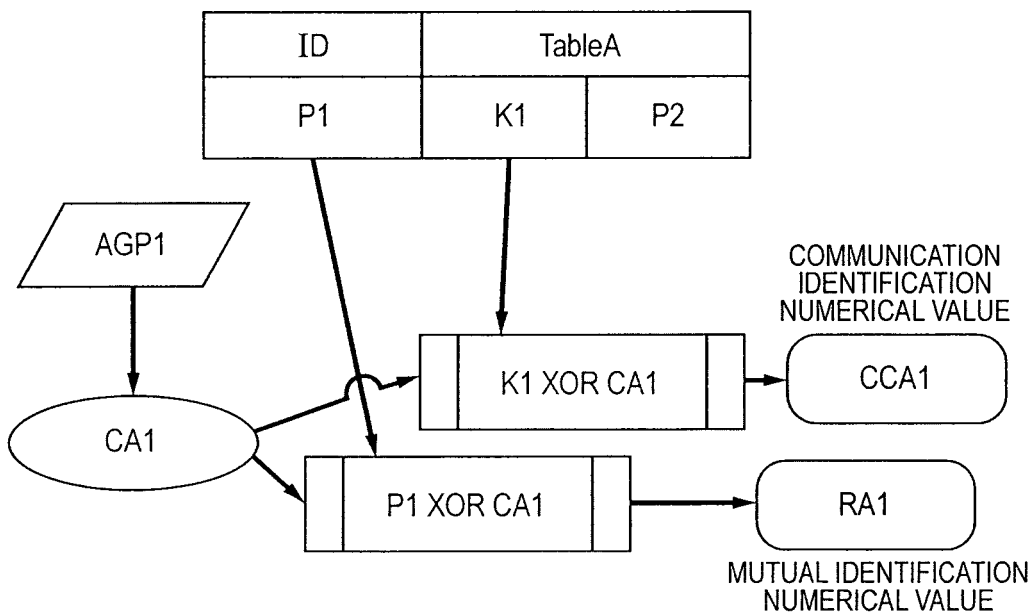 ID TableA
P1 K1 P2
AGP1
COMMUNICATION
IDENTIFICATION
NUMERICAL VALUE
K1 XOR CA1
CCA1
CA1
P1 XOR CA1
RA1
MUTUAL IDENTIFICATION
NUMERICAL VALUE